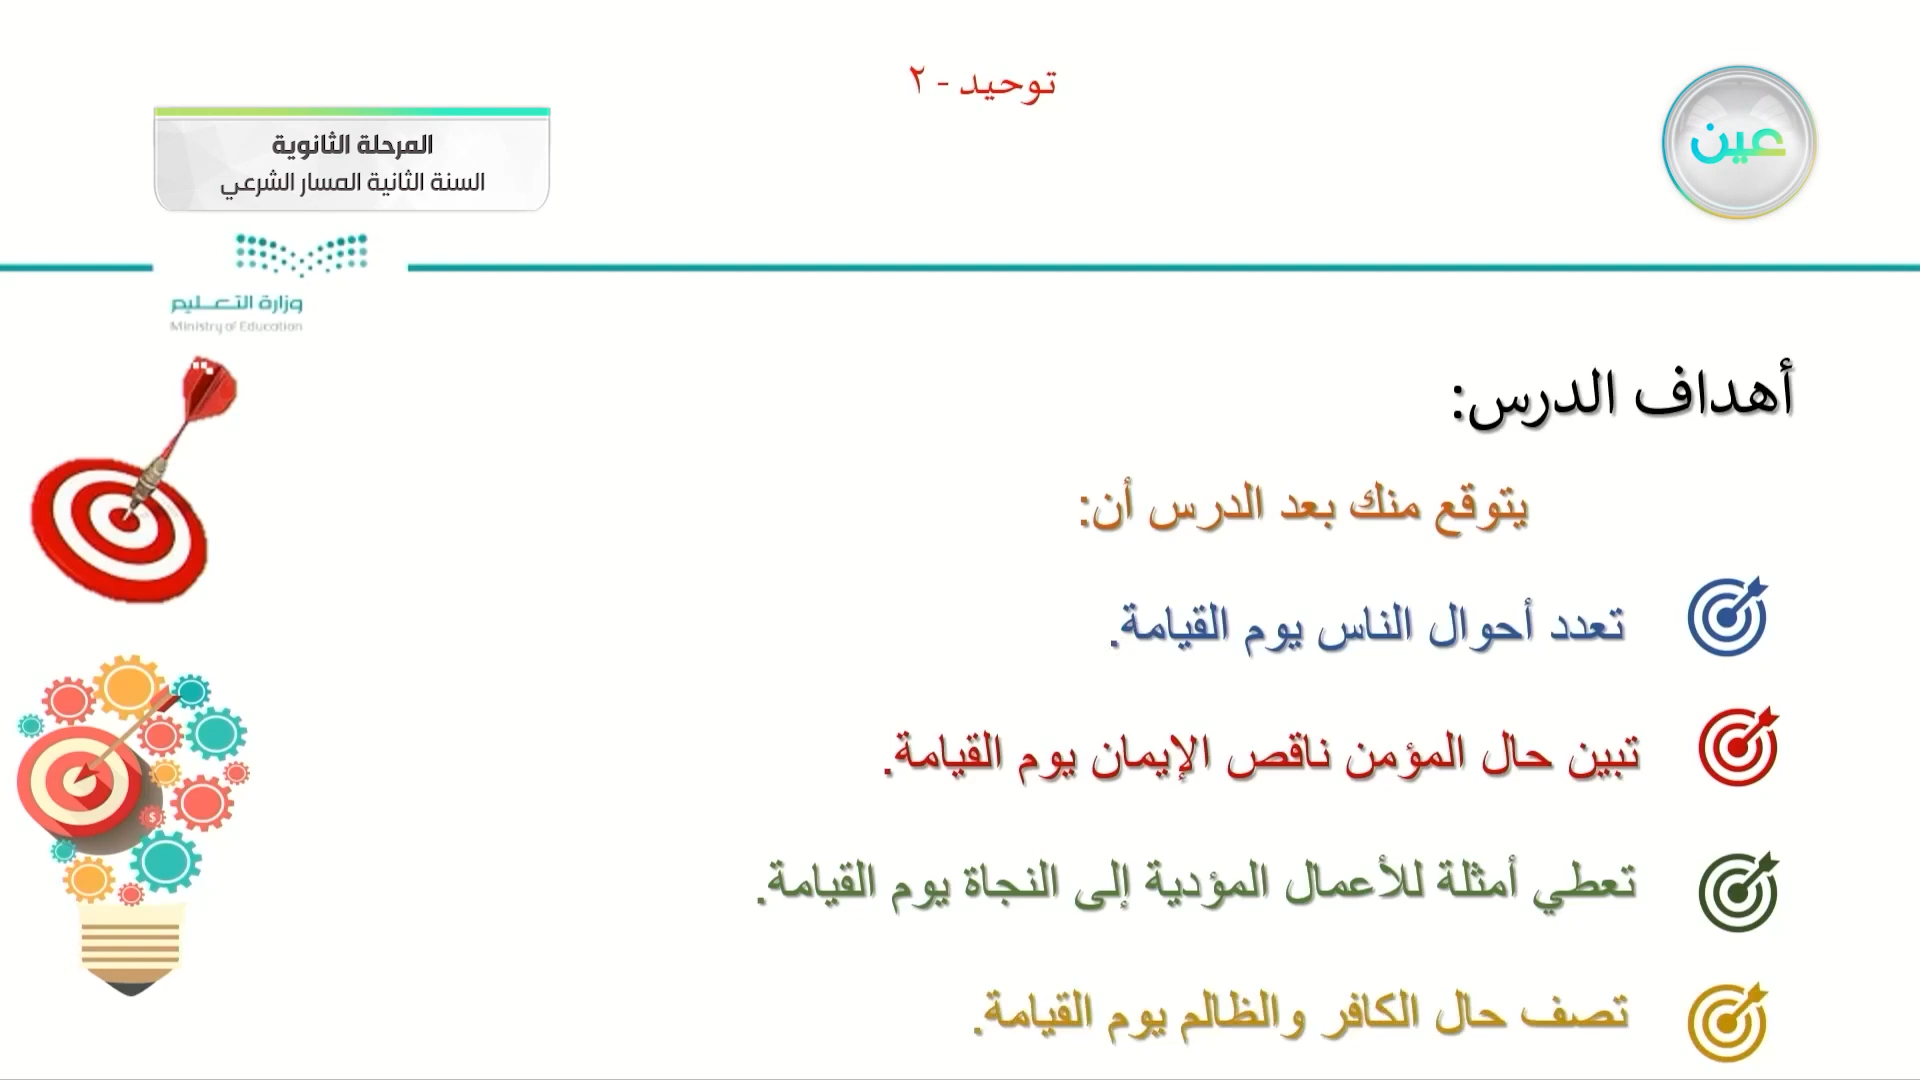 توحيد - ٢
عين
المرحلة الثانوية
السنة الثانية المسار الشرعي
وزارة التعـــليم
Ministry of Education
أهداف الدرس:
يتوقع منك بعد الدرس أن:
تعدد أحوال الناس يوم القيامة.
تبين حال المؤمن ناقص الإيمان يوم القيامة.
تعطي أمثلة للأعمال المؤدية إلى النجاة يوم القيامة.
تصف حال الكافر والظالم يوم القيامة.